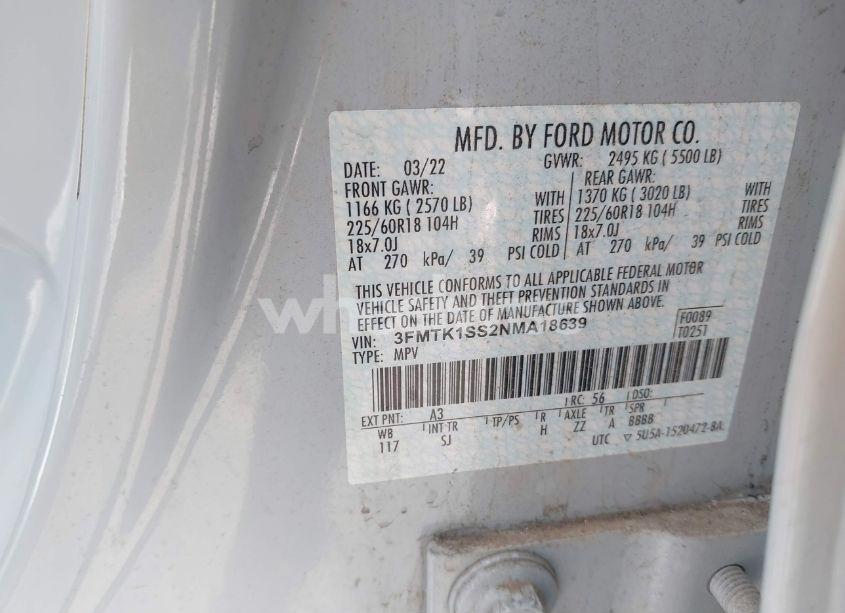 MFD. BY FORD MOTOR CO.
DATE: 03/22 GVWR: 2495 KG ( 5500 LB)
FRONT GAWR: REAR GAWR:
1166 KG ( 2570 LB) WITH 1370 KG ( 3020 LB) WITH
225/60R18 104H TIRES 225/60R18 104H TIRES
18x7.0J RIMS 18x7.0J RIMS
AT 270 kPa/ 39 PSI COLD AT 270 kPa/ 39 PSI COLD
THIS VEHICLE CONFORMS TO ALL APPLICABLE FEDERAL MOTOR
VEHICLE SAFETY AND THEFT PREVENTION STANDARDS IN
EFFECT ON THE DATE OF MANUFACTURE SHOWN ABOVE.
VIN: 3FMTK1SS2NMA18639 F0089
TYPE: MPV T0251
EXT PNT: A3 RC: 56 DSO:
WB INT TR TP/PS R AXLE TR SPR
117 SJ H ZZ A BBBB
UTC ▽ 5U5A-1520472-BA